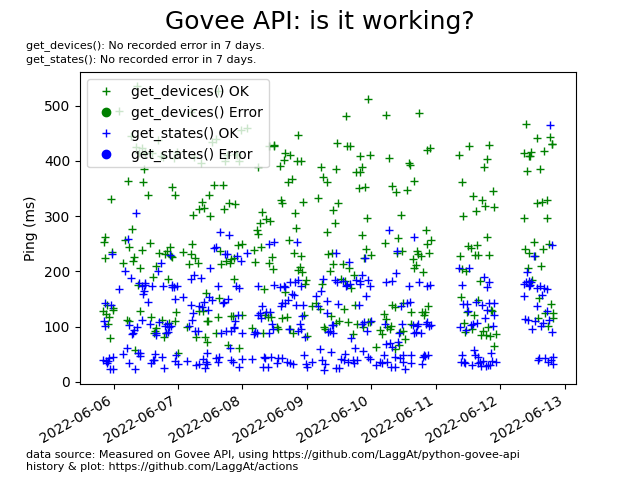 Govee API: is it working?
get_devices(): No recorded error in 7 days.
get_states(): No recorded error in 7 days.
get_devices() OK
get_devices() Error
get_states() OK
get_states() Error
Ping (ms)
500
400
300
200
100
0
2022-06-06
2022-06-07
2022-06-08
2022-06-09
2022-06-10
2022-06-11
2022-06-12
2022-06-13
data source: Measured on Govee API, using https://github.com/LaggAt/python-govee-api
history & plot: https://github.com/LaggAt/actions